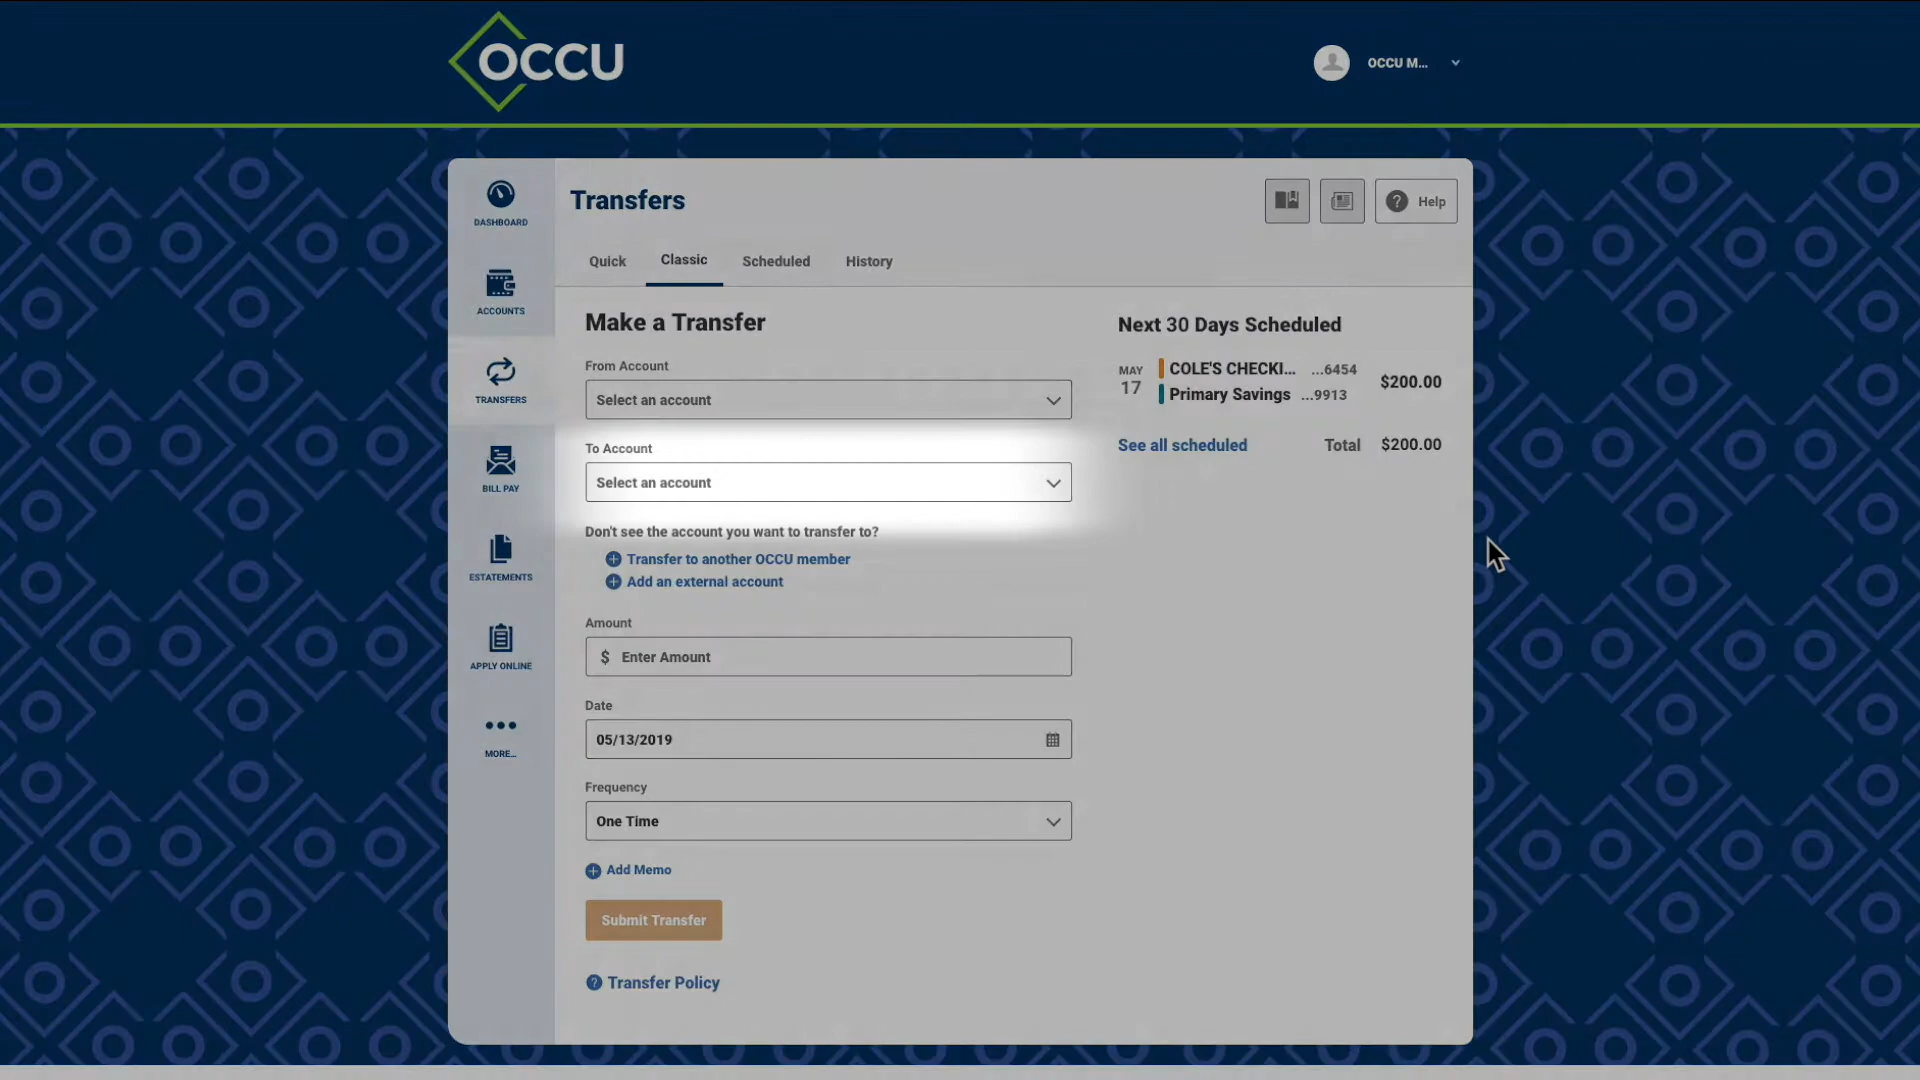 OCCU
OCCU M...
DASHBOARD
ACCOUNTS
TRANSFERS
BILL PAY
ESTATEMENTS
APPLY ONLINE
MORE...
Transfers
Help
Quick
Classic
Scheduled
History
Make a Transfer
From Account
Select an account
To Account
Select an account
Don't see the account you want to transfer to?
Transfer to another OCCU member
Add an external account
Amount
$ Enter Amount
Date
05/13/2019
Frequency
One Time
Add Memo
Submit Transfer
Transfer Policy
Next 30 Days Scheduled
MAY
17
COLE'S CHECKI... ...6454
Primary Savings ...9913
$200.00
See all scheduled Total $200.00